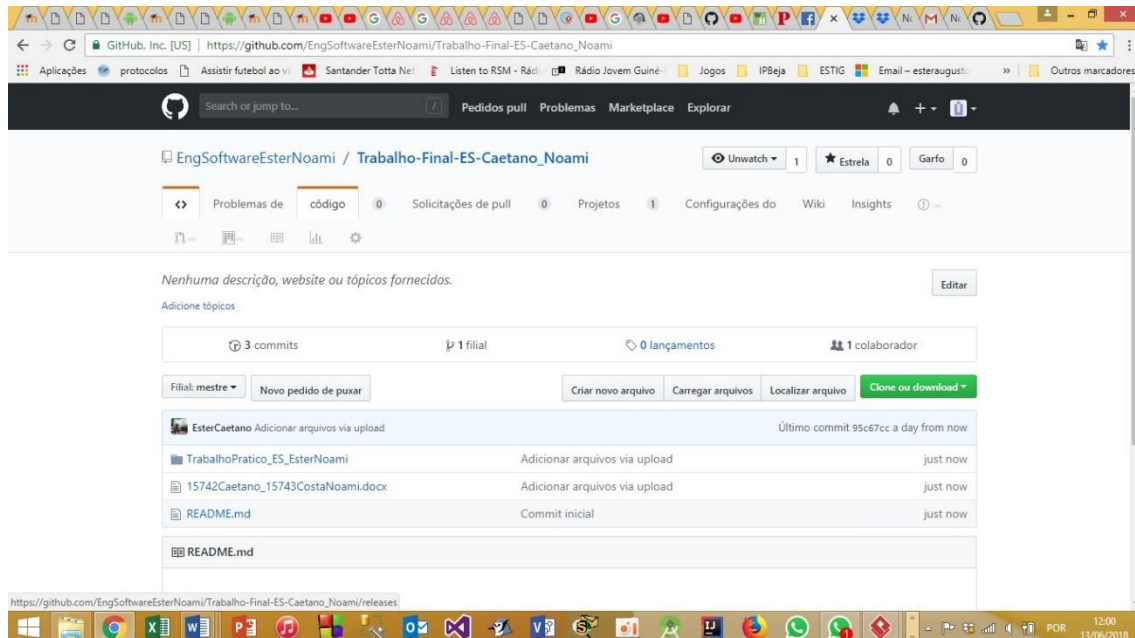 GitHub, Inc. [US] | https://github.com/EngSoftwareEsterNoami/Trabalho-Final-ES-Caetano_Noami
Aplicações protocolos Assistir futebol ao vi Santander Totta Net Listen to RSM - Rádi Rádio Jovem Guiné- Jogos IPBeja ESTIG Email – esteraugusto » Outros marcadores
Search or jump to... / Pedidos pull Problemas Marketplace Explorar
EngSoftwareEsterNoami / Trabalho-Final-ES-Caetano_Noami Unwatch 1 Estrela 0 Garfo 0
Problemas de código 0 Solicitações de pull 0 Projetos 1 Configurações do Wiki Insights
Nenhuma descrição, website ou tópicos fornecidos. Editar
Adicione tópicos
3 commits 1 filial 0 lançamentos 1 colaborador
Filial: mestre Novo pedido de puxar Criar novo arquivo Carregar arquivos Localizar arquivo Clone ou download
EsterCaetano Adicionar arquivos via upload Último commit 95c67cc a day from now
TrabalhoPratico_ES_EsterNoami Adicionar arquivos via upload just now
15742Caetano_15743CostaNoami.docx Adicionar arquivos via upload just now
README.md Commit inicial just now
README.md
https://github.com/EngSoftwareEsterNoami/Trabalho-Final-ES-Caetano_Noami/releases
POR 12:00
13/06/2018